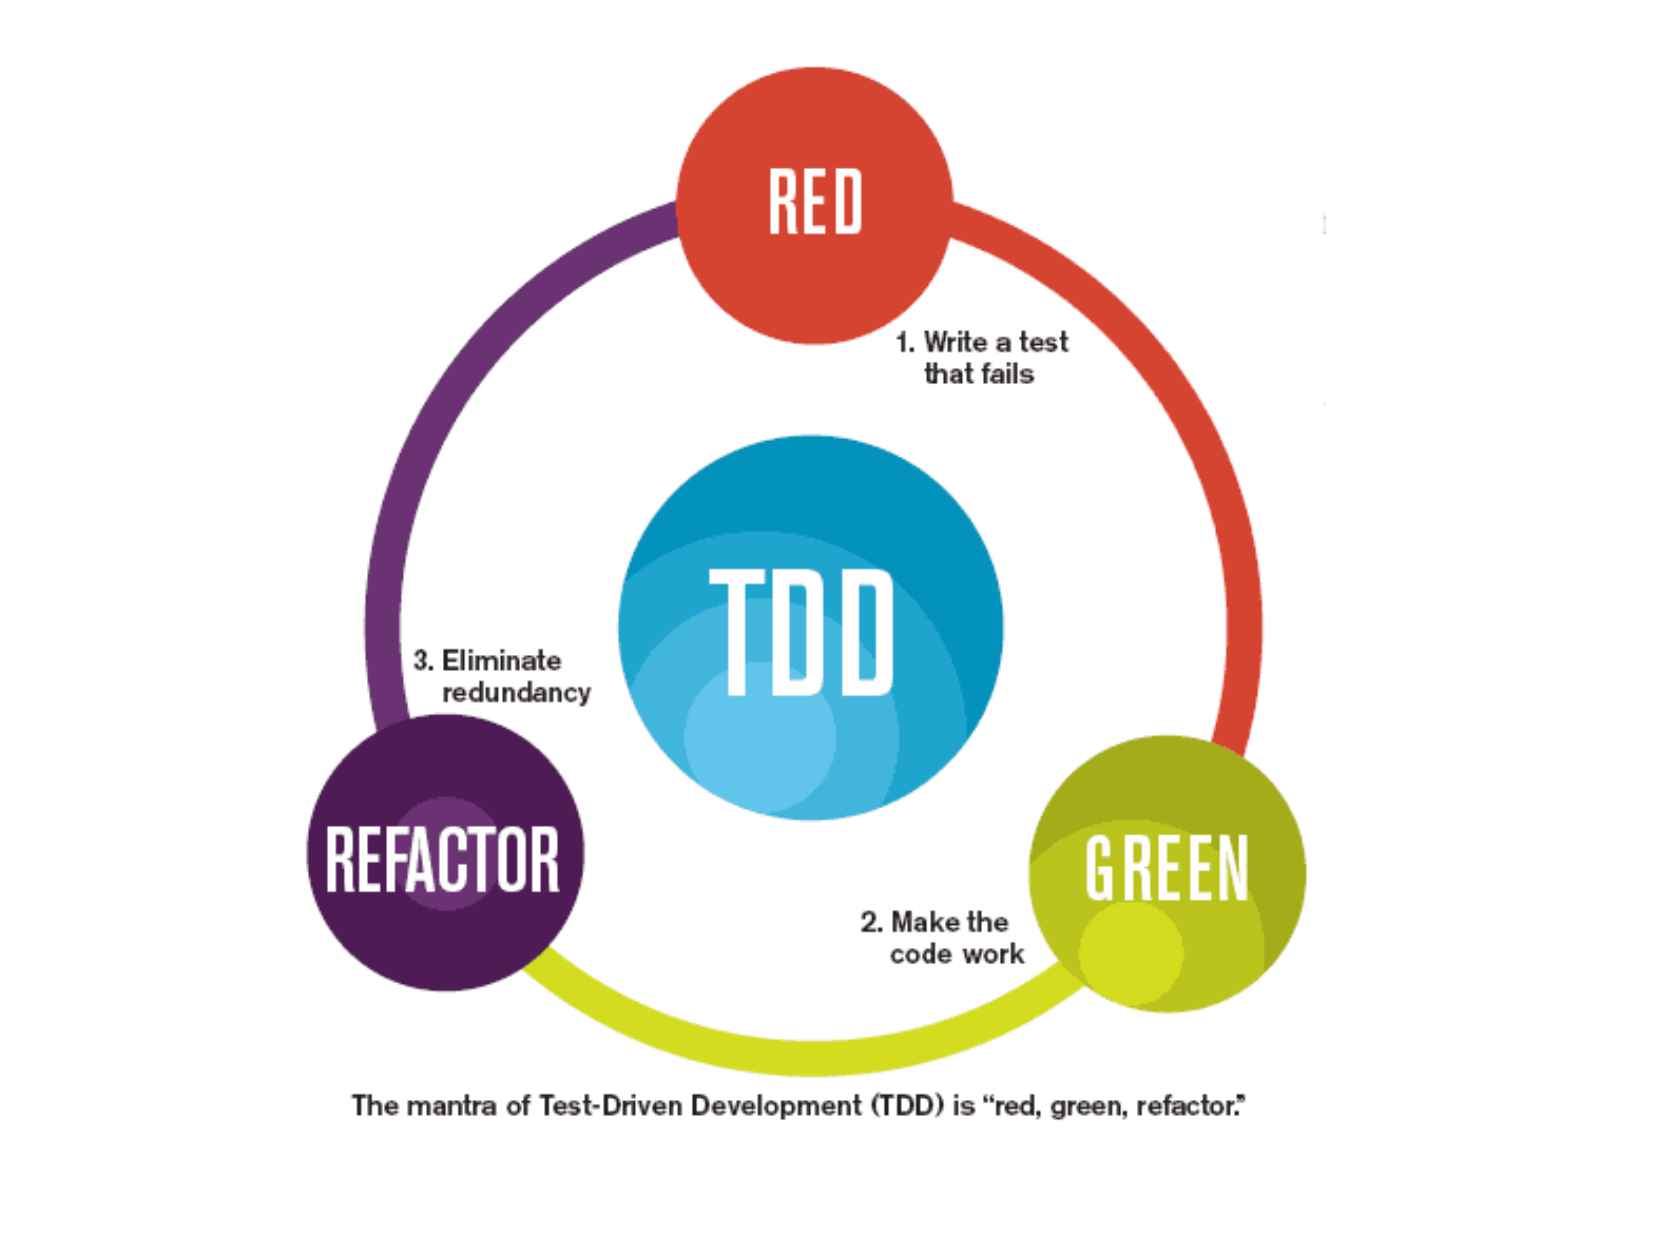 RED
1. Write a test
that fails
TDD
3. Eliminate
redundancy
REFACTOR
GREEN
2. Make the
code work
The mantra of Test-Driven Development (TDD) is “red, green, refactor.”